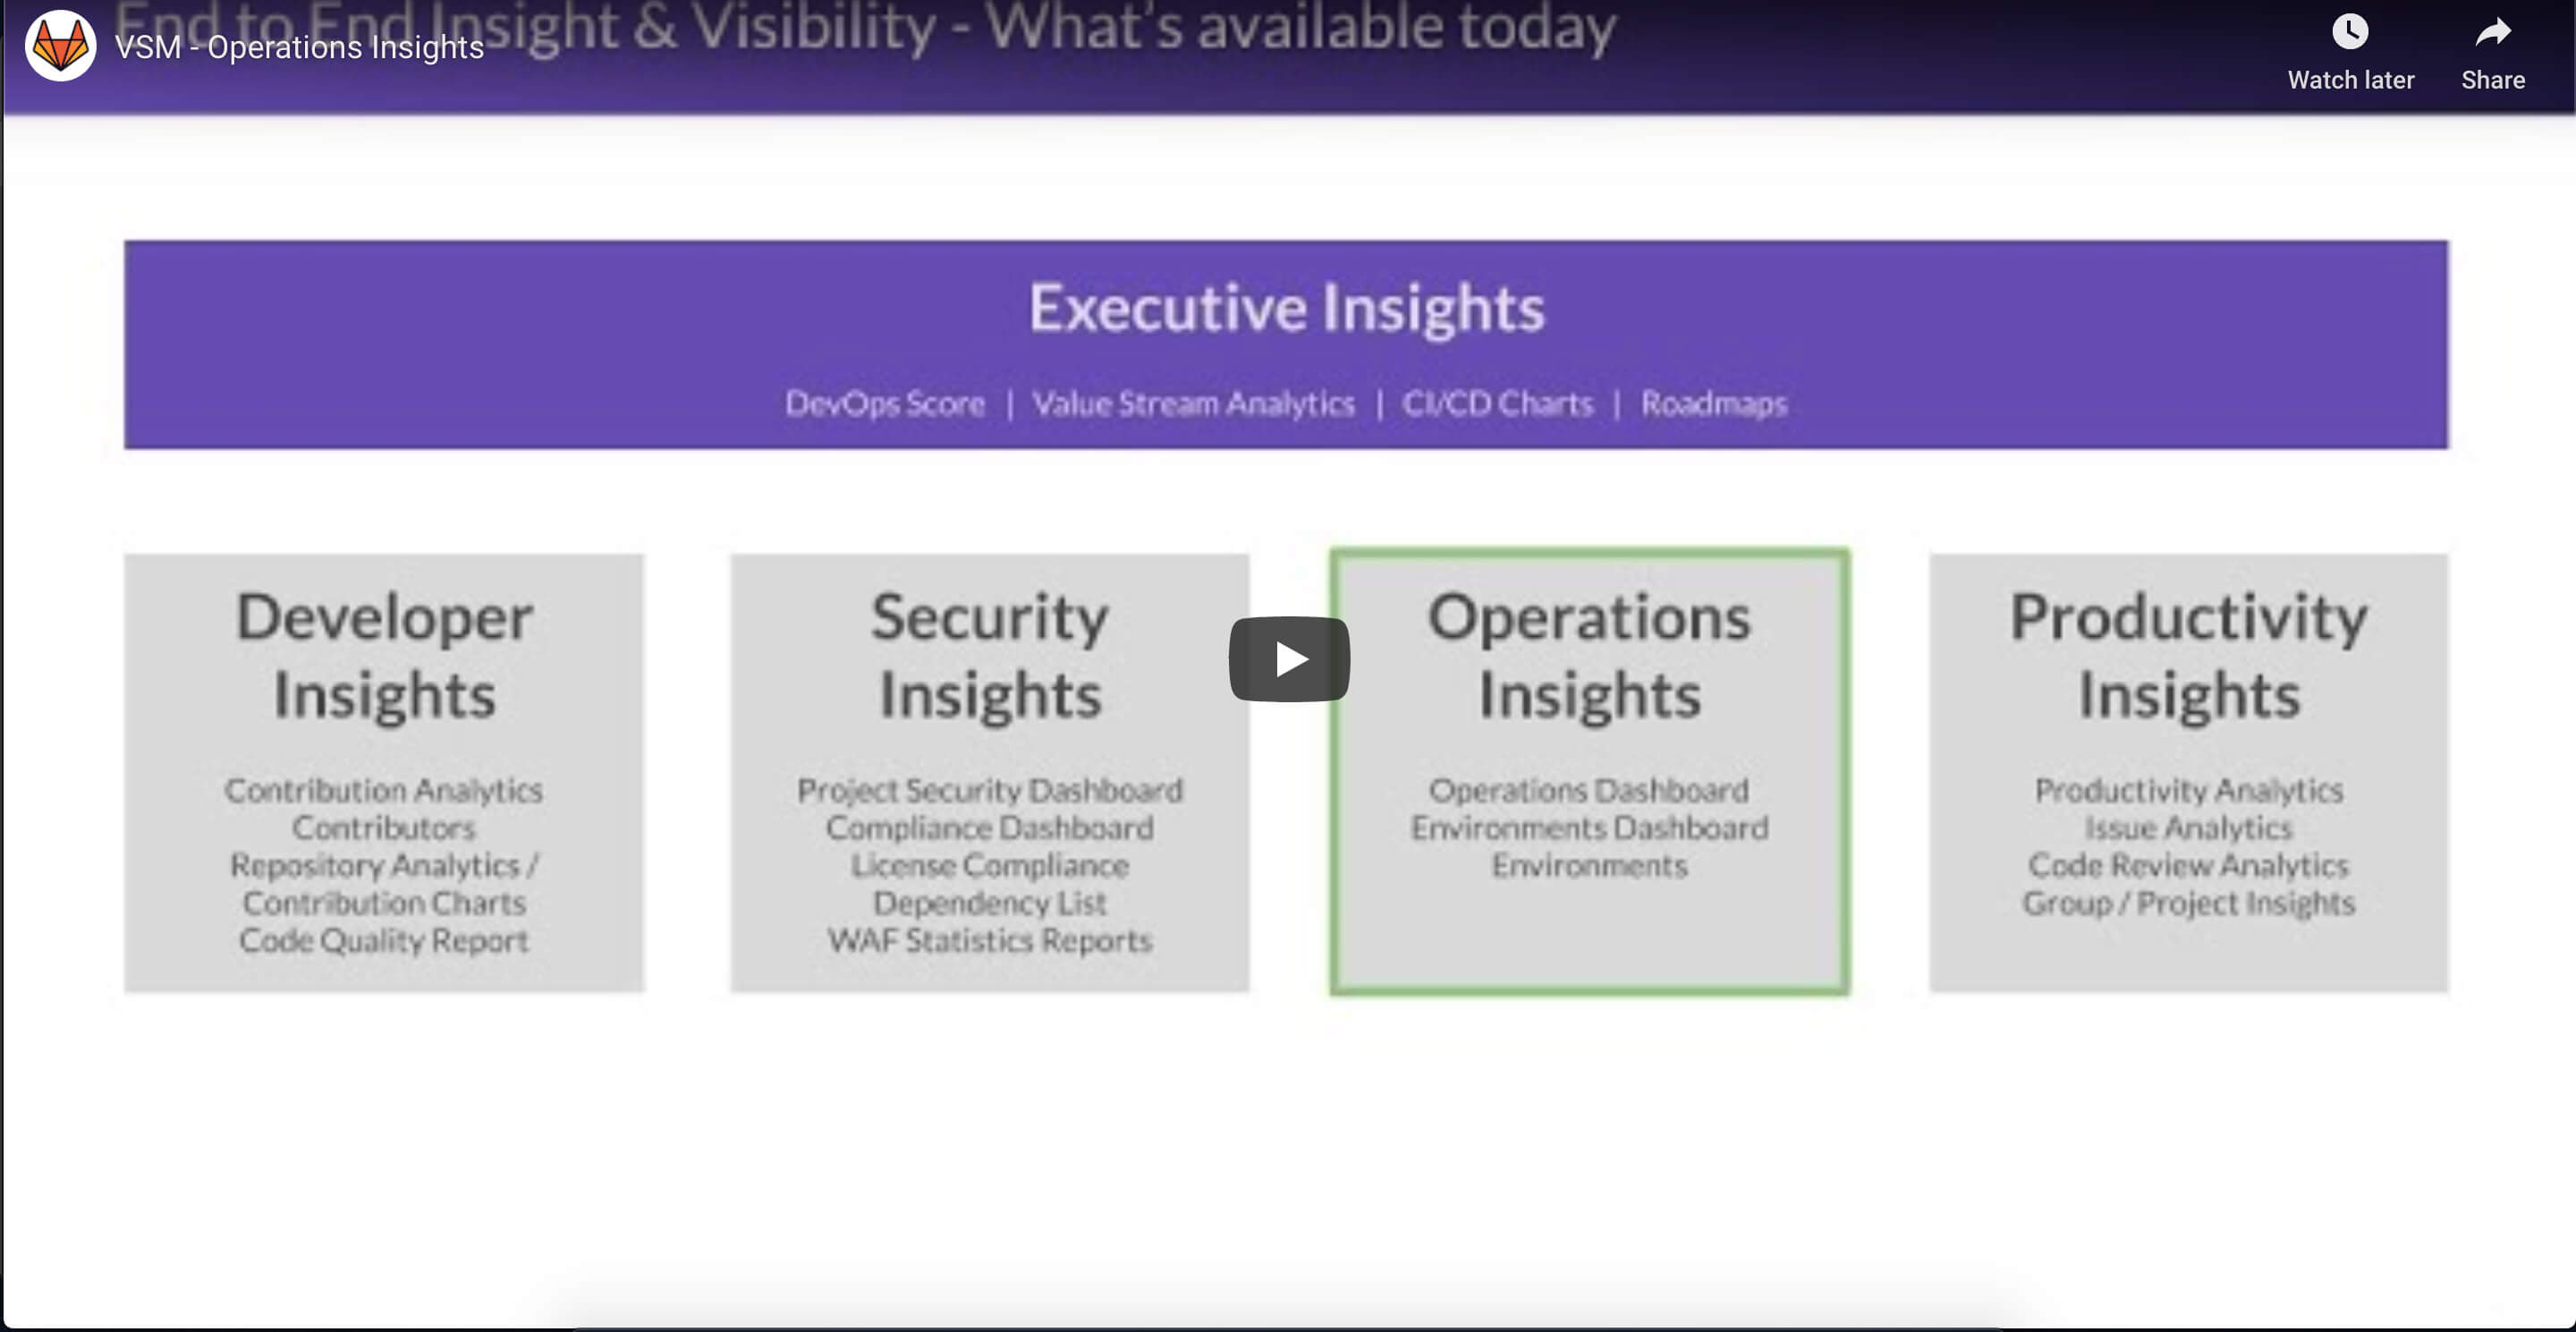 End to End Insight & Visibility - What's available today
VSM - Operations Insights
Watch later
Share
Executive Insights
DevOps Score | Value Stream Analytics | CI/CD Charts | Roadmaps
Developer
Insights
Contribution Analytics
Contributors
Repository Analytics /
Contribution Charts
Code Quality Report
Security
Insights
Project Security Dashboard
Compliance Dashboard
License Compliance
Dependency List
WAF Statistics Reports
Operations
Insights
Operations Dashboard
Environments Dashboard
Environments
Productivity
Insights
Productivity Analytics
Issue Analytics
Code Review Analytics
Group / Project Insights